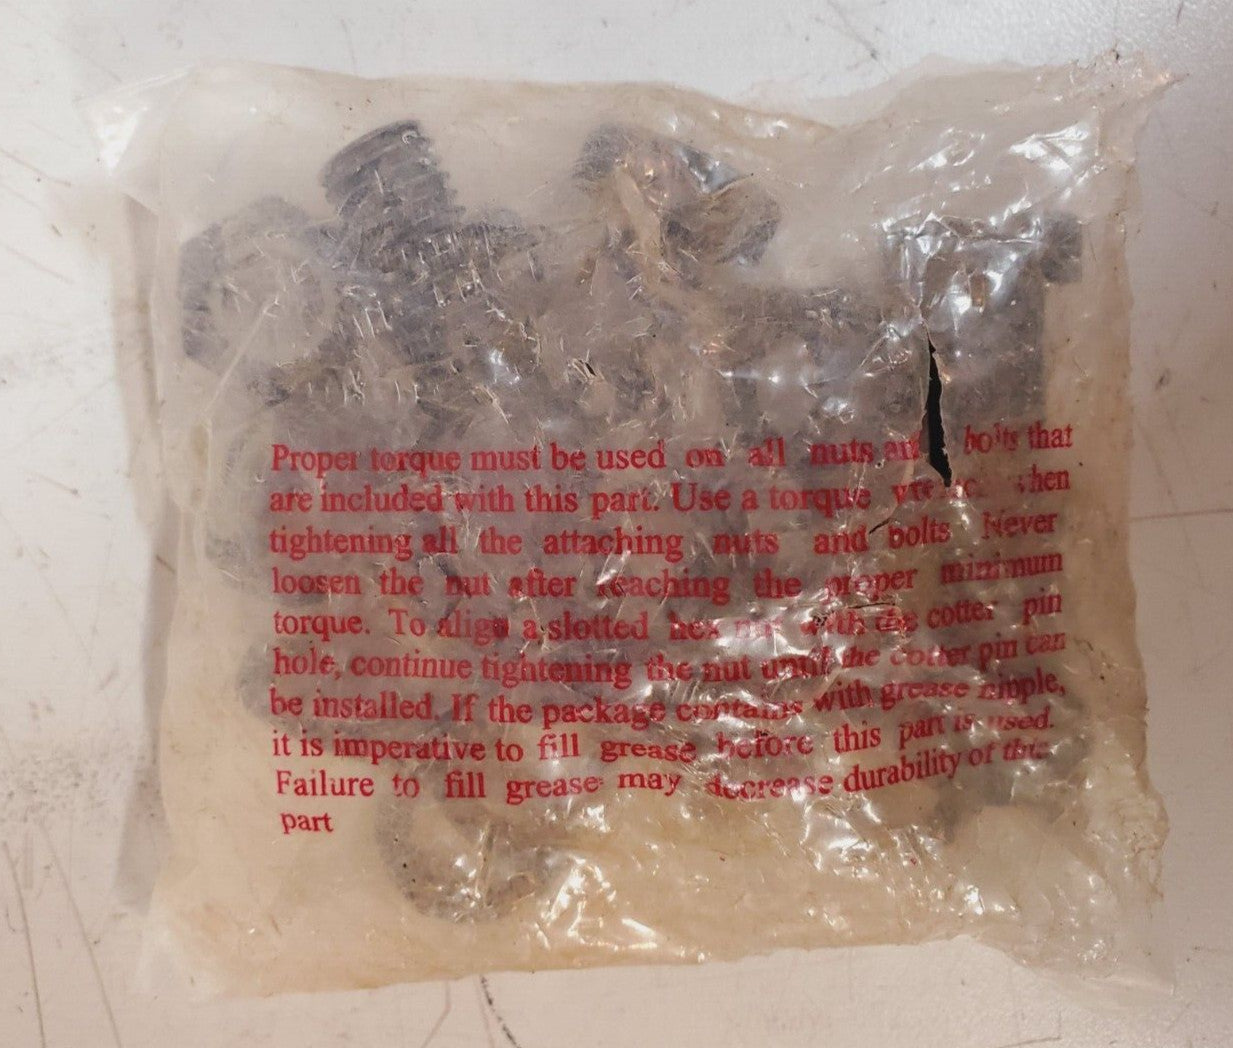 Proper torque must be used on all nuts an bolts that
are included with this part. Use a torque when
tightening all the attaching nuts and bolts Never
loosen the nut after reaching the proper minimum
torque. To align a slotted hex nut with the cotter pin
hole, continue tightening the nut until the cotter pin can
be installed. If the package contains with grease nipple,
it is imperative to fill grease before this part is used.
Failure to fill grease may decrease durability of this
part